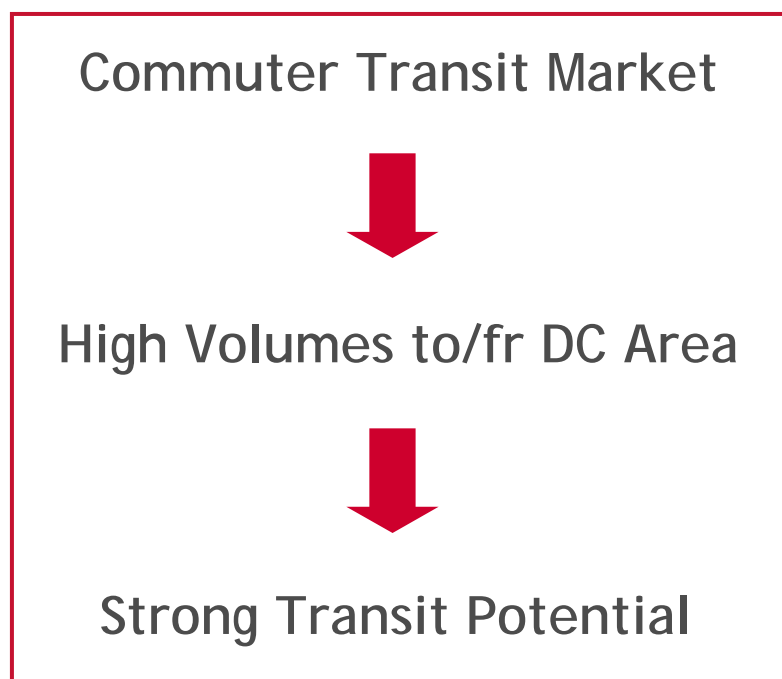 Commuter Transit Market
High Volumes to/fr DC Area
Strong Transit Potential